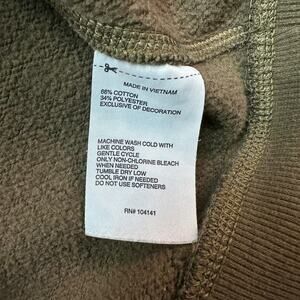 MADE IN VIETNAM
66% COTTON
34% POLYESTER
EXCLUSIVE OF DECORATION
MACHINE WASH COLD WITH
LIKE COLORS
GENTLE CYCLE
ONLY NON-CHLORINE BLEACH
WHEN NEEDED
TUMBLE DRY LOW
COOL IRON IF NEEDED
DO NOT USE SOFTENERS
RN# 104141